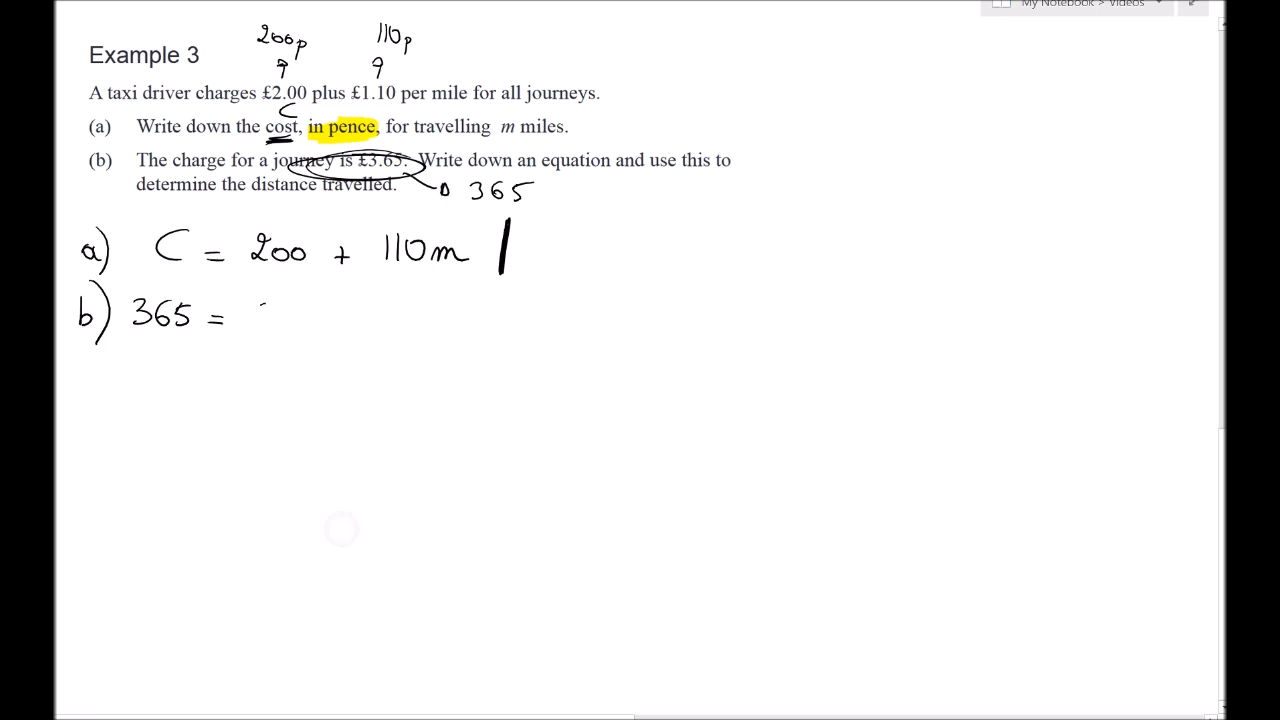 My Notebook > Videos
200p 110p
Example 3
A taxi driver charges £2.00 plus £1.10 per mile for all journeys.
C
(a) Write down the cost, in pence, for travelling m miles.
(b) The charge for a journey is £3.65. Write down an equation and use this to
determine the distance travelled.
365
a) C = 200 + 110m
b) 365 =